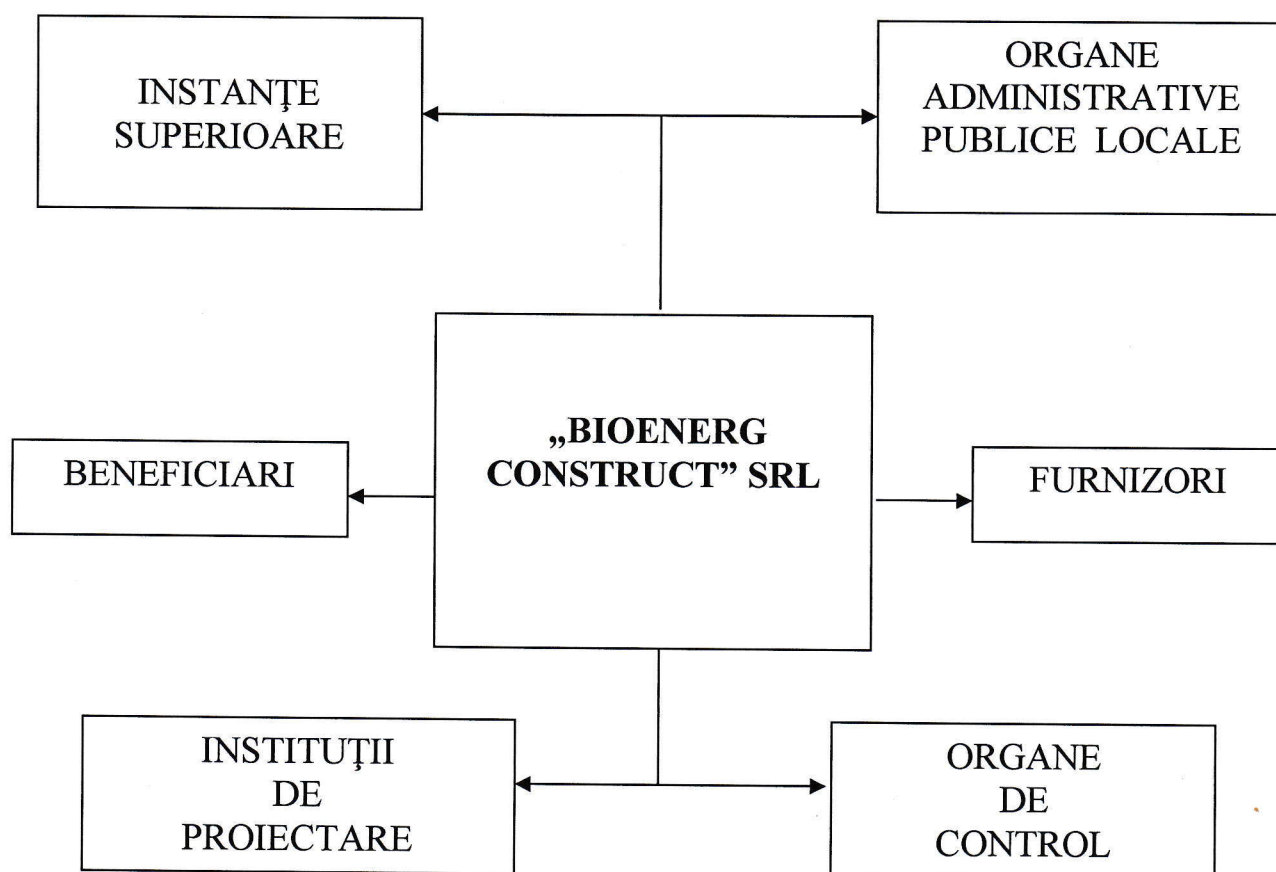 INSTANŢE
SUPERIOARE
ORGANE
ADMINISTRATIVE
PUBLICE LOCALE
„BIOENERG
CONSTRUCT” SRL
BENEFICIARI
FURNIZORI
INSTITUŢII
DE
PROIECTARE
ORGANE
DE
CONTROL